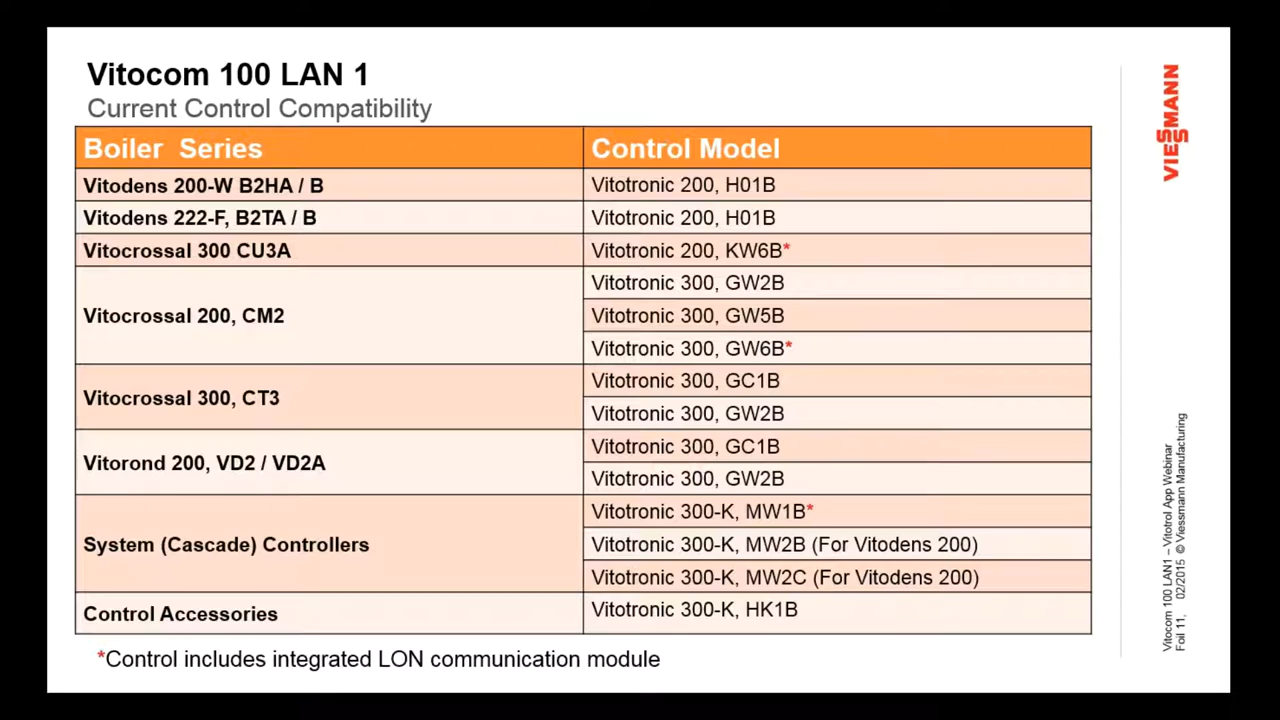 Vitocom 100 LAN 1
Current Control Compatibility
Boiler Series Control Model
Vitodens 200-W B2HA / B Vitotronic 200, H01B
Vitodens 222-F, B2TA / B Vitotronic 200, H01B
Vitocrossal 300 CU3A Vitotronic 200, KW6B*
Vitocrossal 200, CM2
Vitotronic 300, GW2B
Vitotronic 300, GW5B
Vitotronic 300, GW6B*
Vitocrossal 300, CT3
Vitotronic 300, GC1B
Vitotronic 300, GW2B
Vitorond 200, VD2 / VD2A
Vitotronic 300, GC1B
Vitotronic 300, GW2B
System (Cascade) Controllers
Vitotronic 300-K, MW1B*
Vitotronic 300-K, MW2B (For Vitodens 200)
Vitotronic 300-K, MW2C (For Vitodens 200)
Control Accessories Vitotronic 300-K, HK1B
*Control includes integrated LON communication module
VIESSMANN
Vitocom 100 LAN1 – Vitotrol App Webinar
Foil 11, 02/2015 © Viessmann Manufacturing